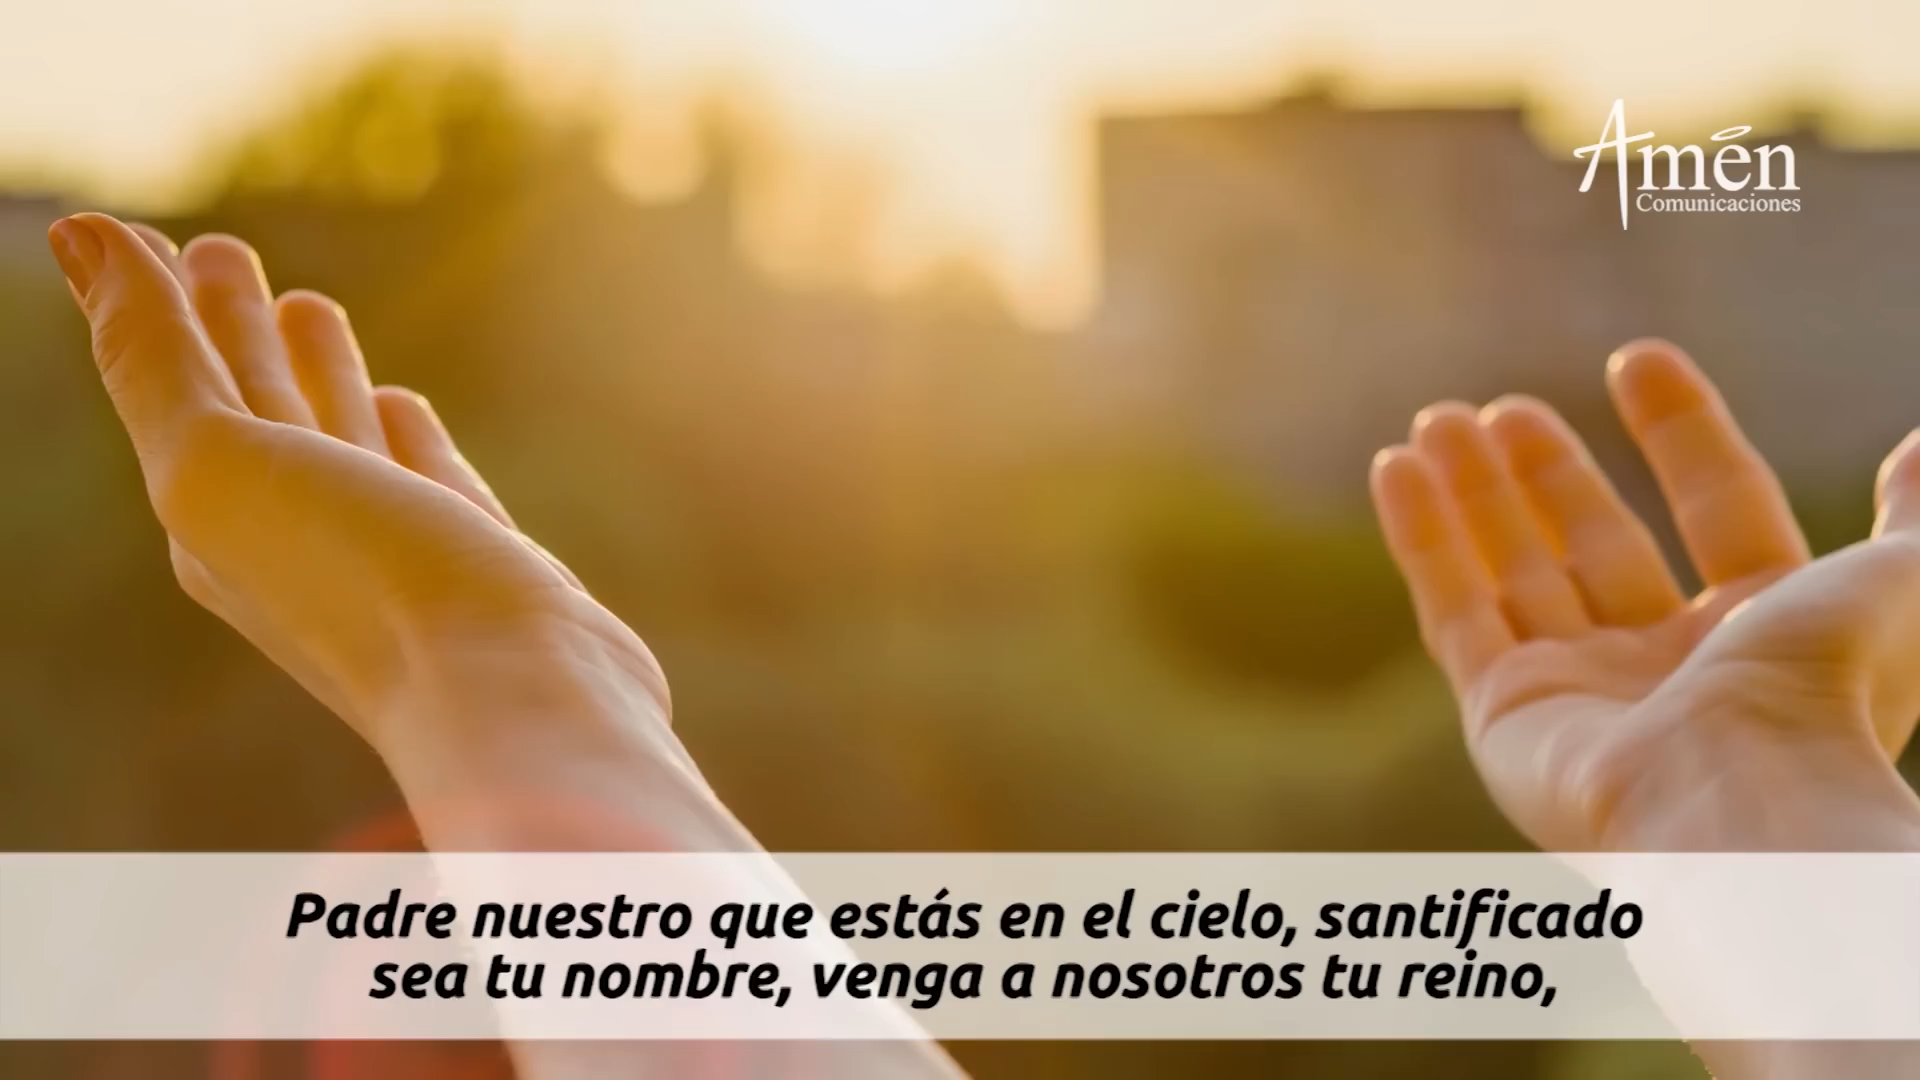 Amén
Comunicaciones
Padre nuestro que estás en el cielo, santificado
sea tu nombre, venga a nosotros tu reino,